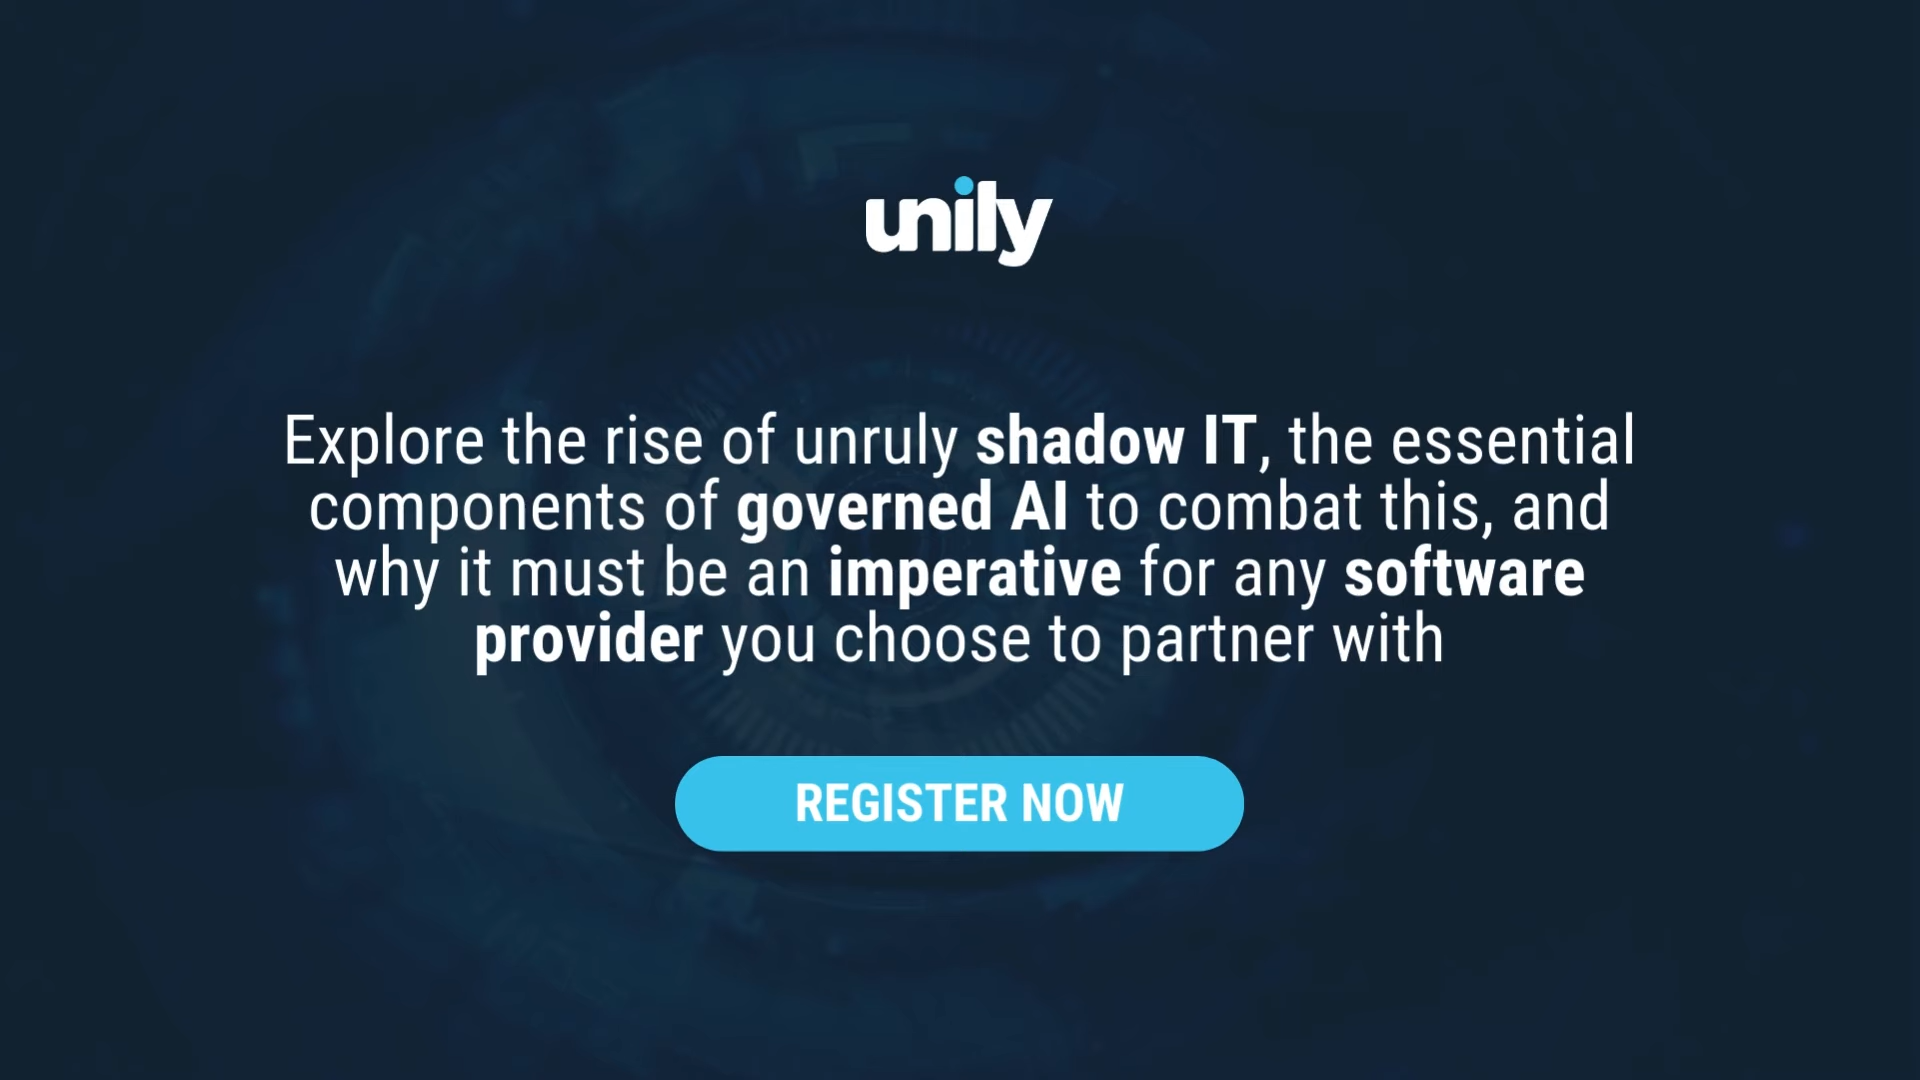 unily
Explore the rise of unruly shadow IT, the essential
components of governed AI to combat this, and
why it must be an imperative for any software
provider you choose to partner with
REGISTER NOW